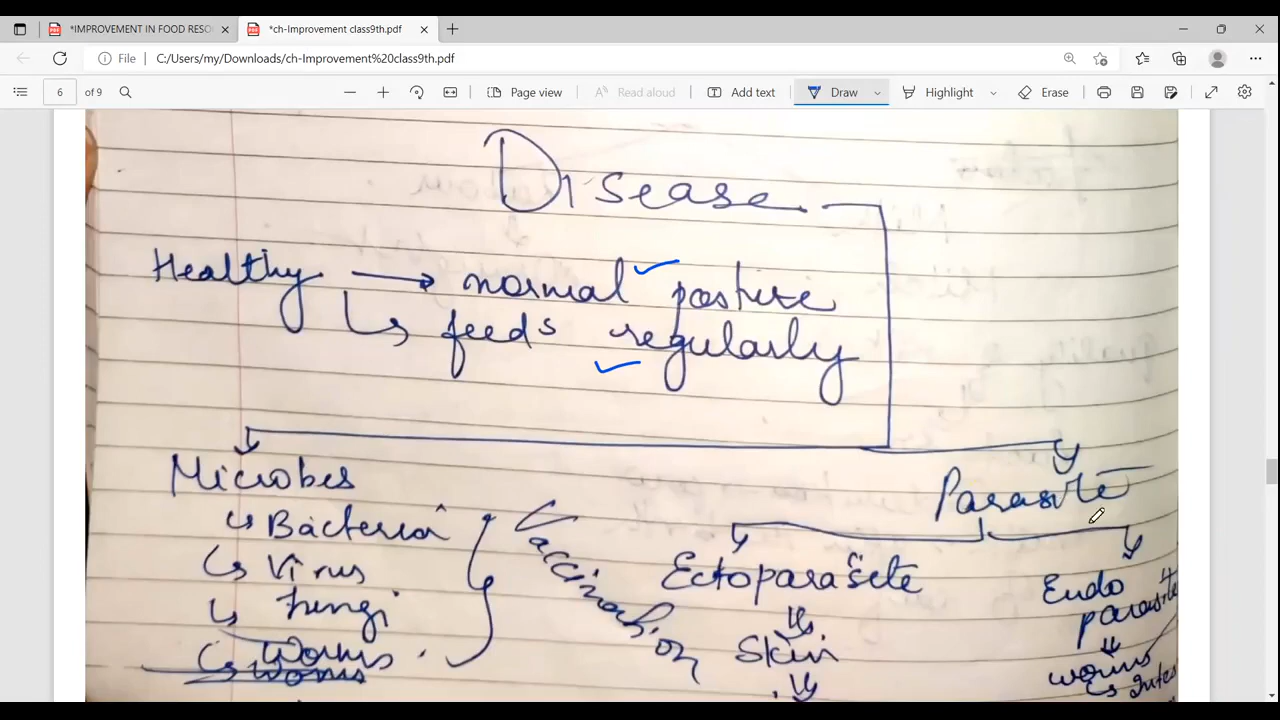 *IMPROVEMENT IN FOOD RESO
*ch-Improvement class9th.pdf
File
C:/Users/my/Downloads/ch-Improvement%20class9th.pdf
6 of 9
Page view
Read aloud
Add text
Draw
Highlight
Erase
Disease
Healthy → normal postire
feeds regularly
Microbes
Bacteria
Virus
fungi
worms
worms
Vaccination
Parasite
Ectoparasite
Skin
Endo
parasite
worms